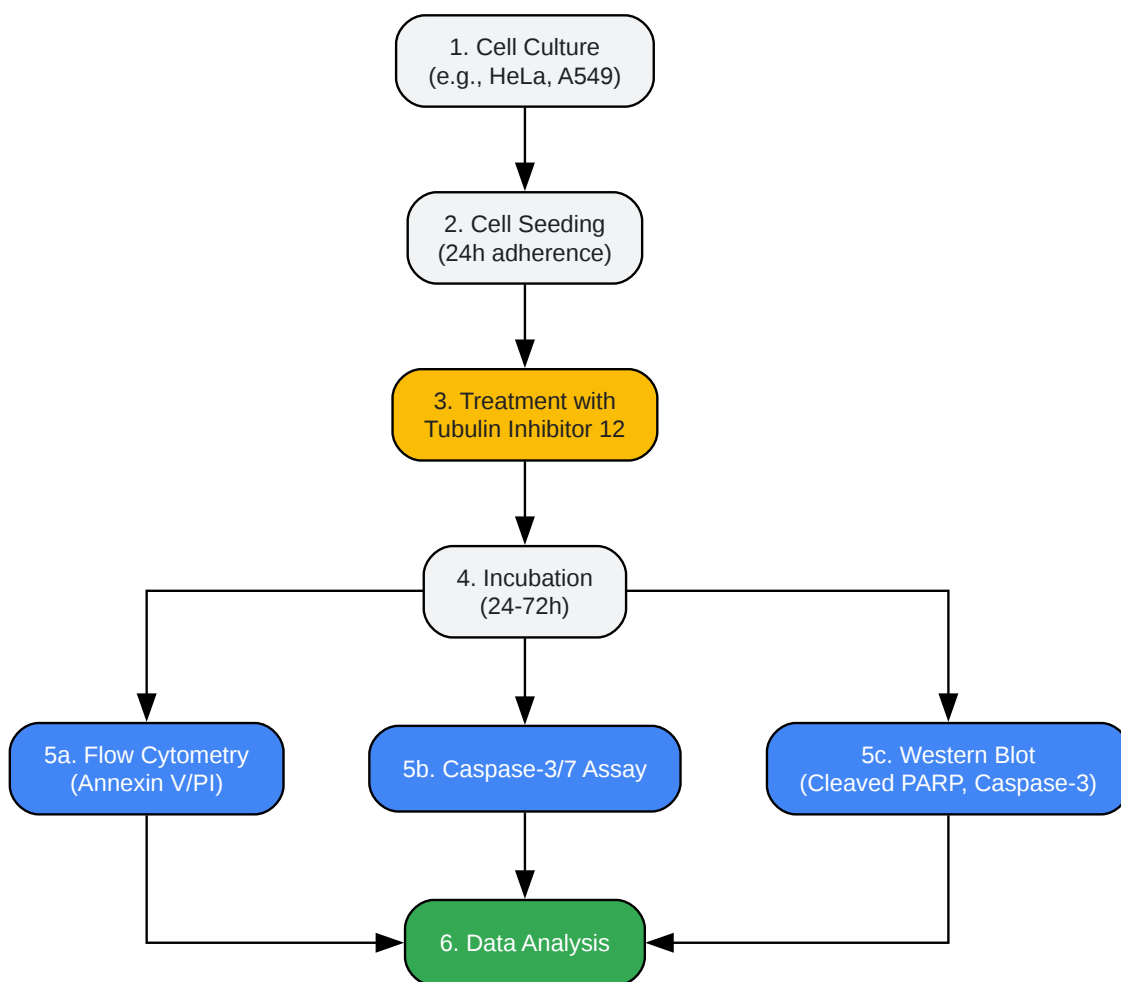 1. Cell Culture
(e.g., HeLa, A549)
2. Cell Seeding
(24h adherence)
3. Treatment with
Tubulin Inhibitor 12
4. Incubation
(24-72h)
5a. Flow Cytometry
(Annexin V/PI)
5b. Caspase-3/7 Assay
5c. Western Blot
(Cleaved PARP, Caspase-3)
6. Data Analysis